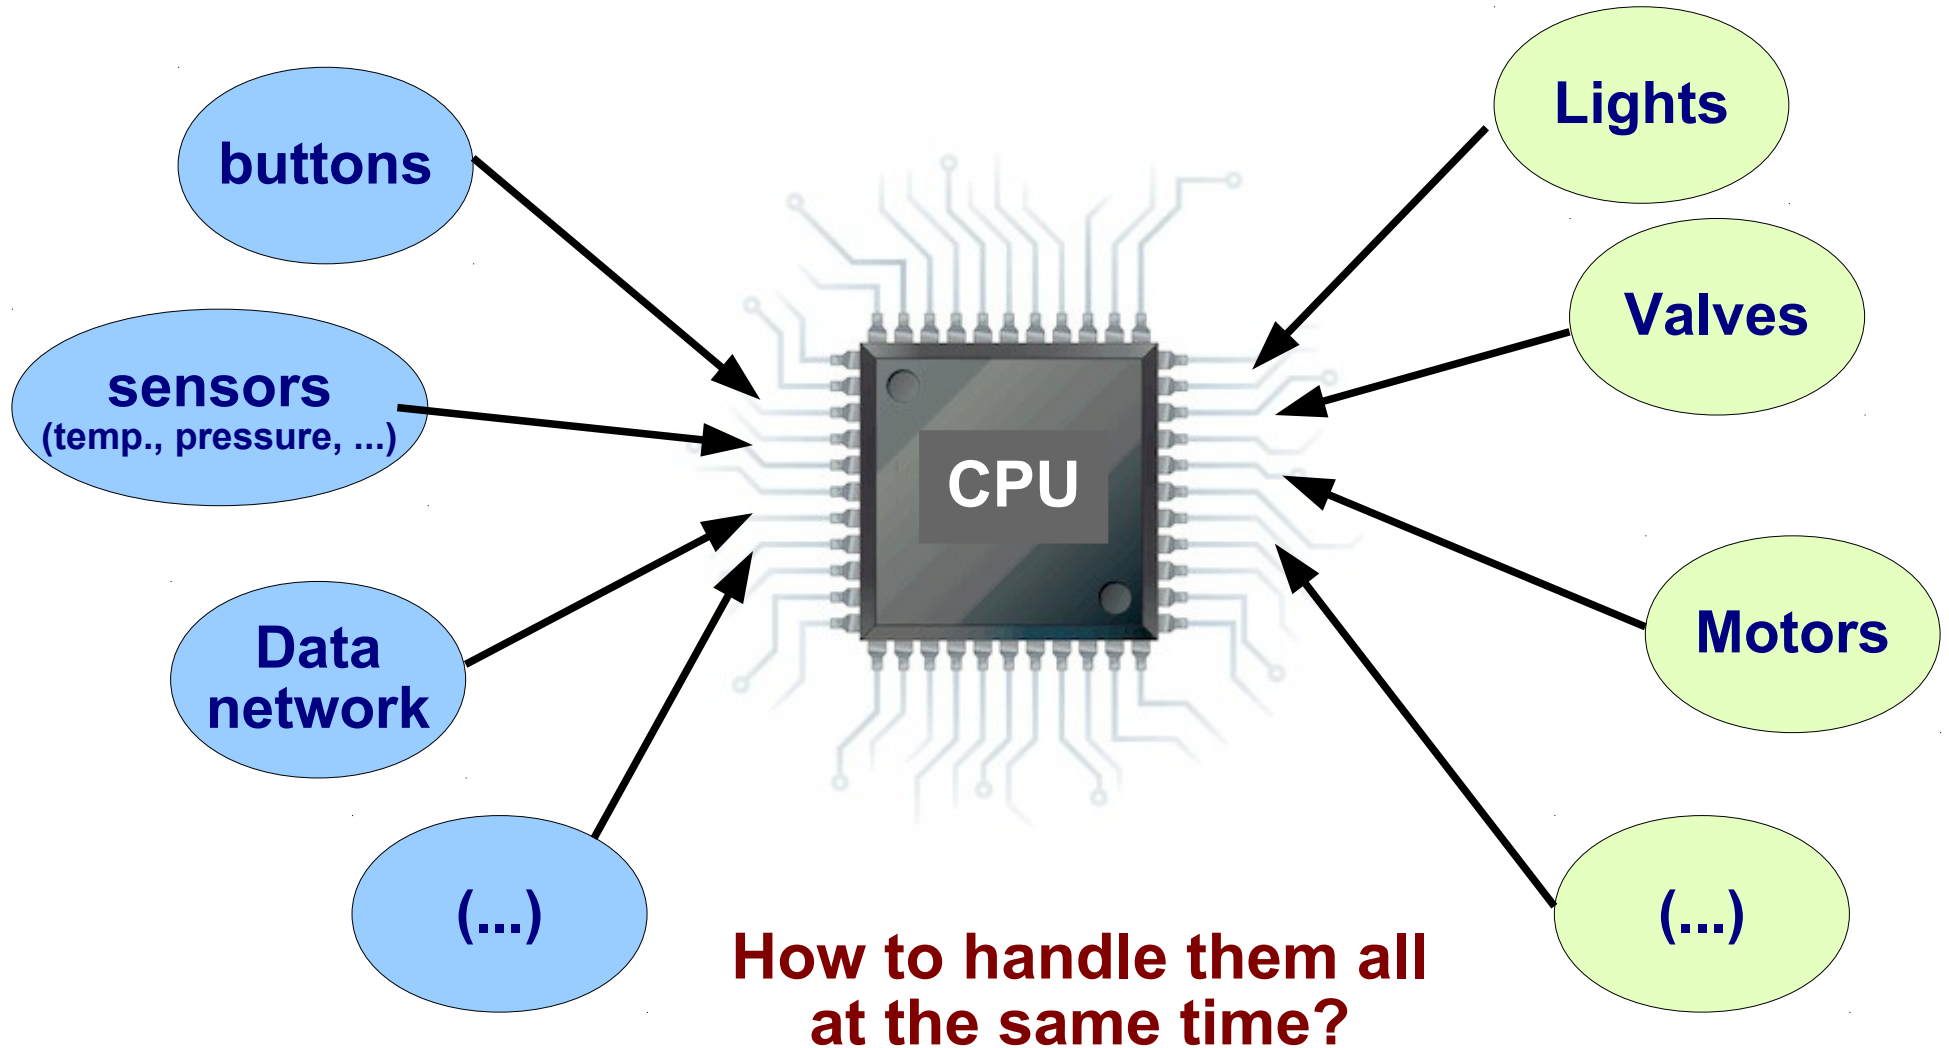 buttons
sensors
(temp., pressure, ...)
Data
network
(...)
CPU
Lights
Valves
Motors
(...)
How to handle them all
at the same time?